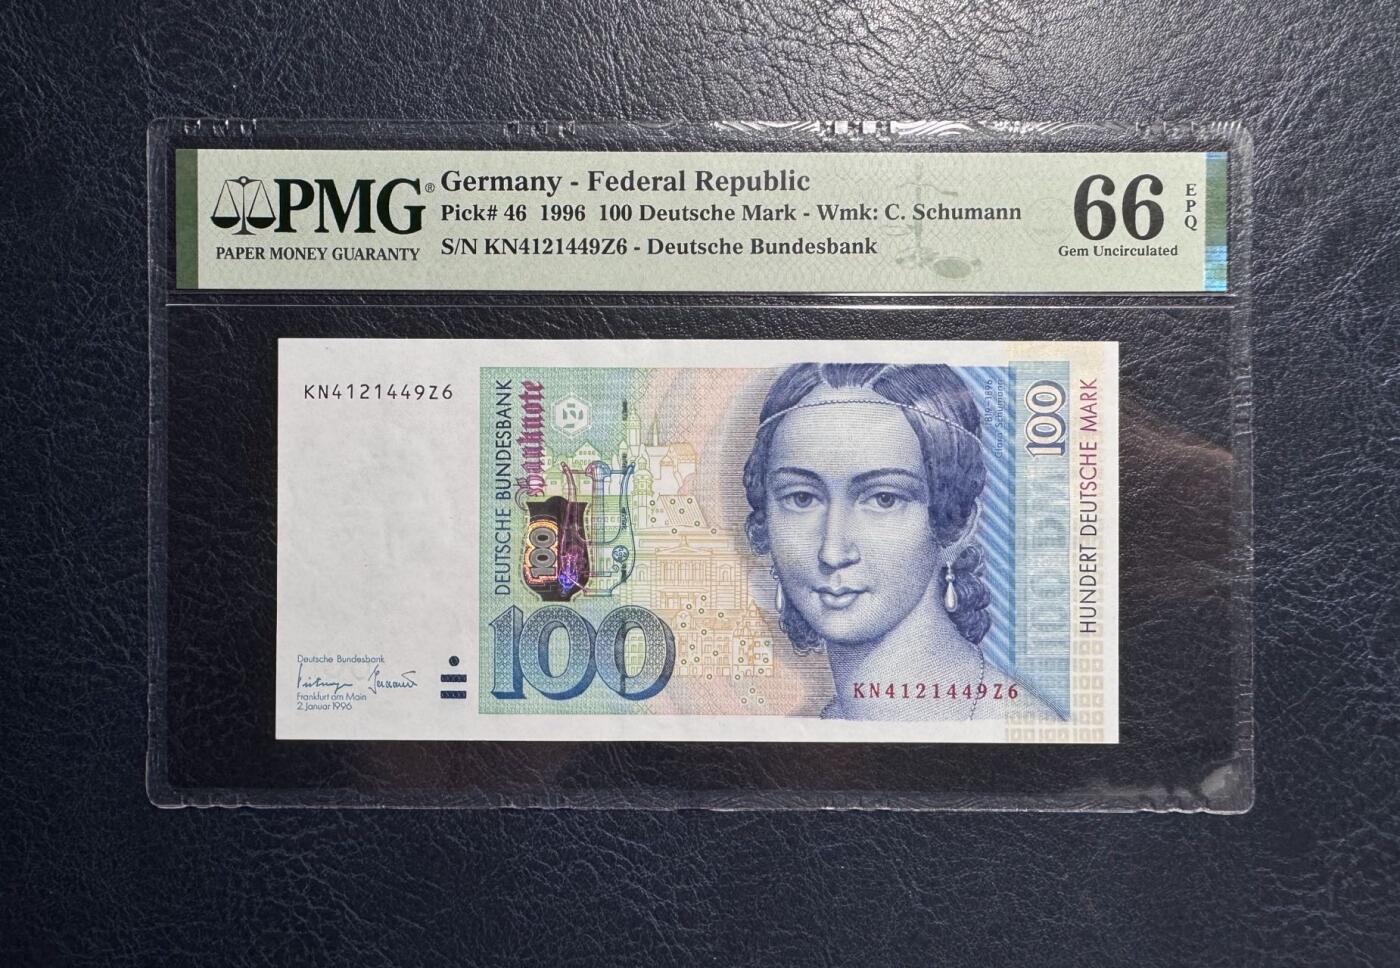 PMG®
PAPER MONEY GUARANTY
Germany - Federal Republic
Pick# 46 1996 100 Deutsche Mark - Wmk: C. Schumann
S/N KN4121449Z6 - Deutsche Bundesbank
66
EPQ
Gem Uncirculated
KN4121449Z6
DEUTSCHE BUNDESBANK
Banknote
100
100
1819-1896
Clara Schumann
100
HUNDERT DEUTSCHE MARK
Deutsche Bundesbank
Frankfurt am Main
2. Januar 1996
KN4121449Z6